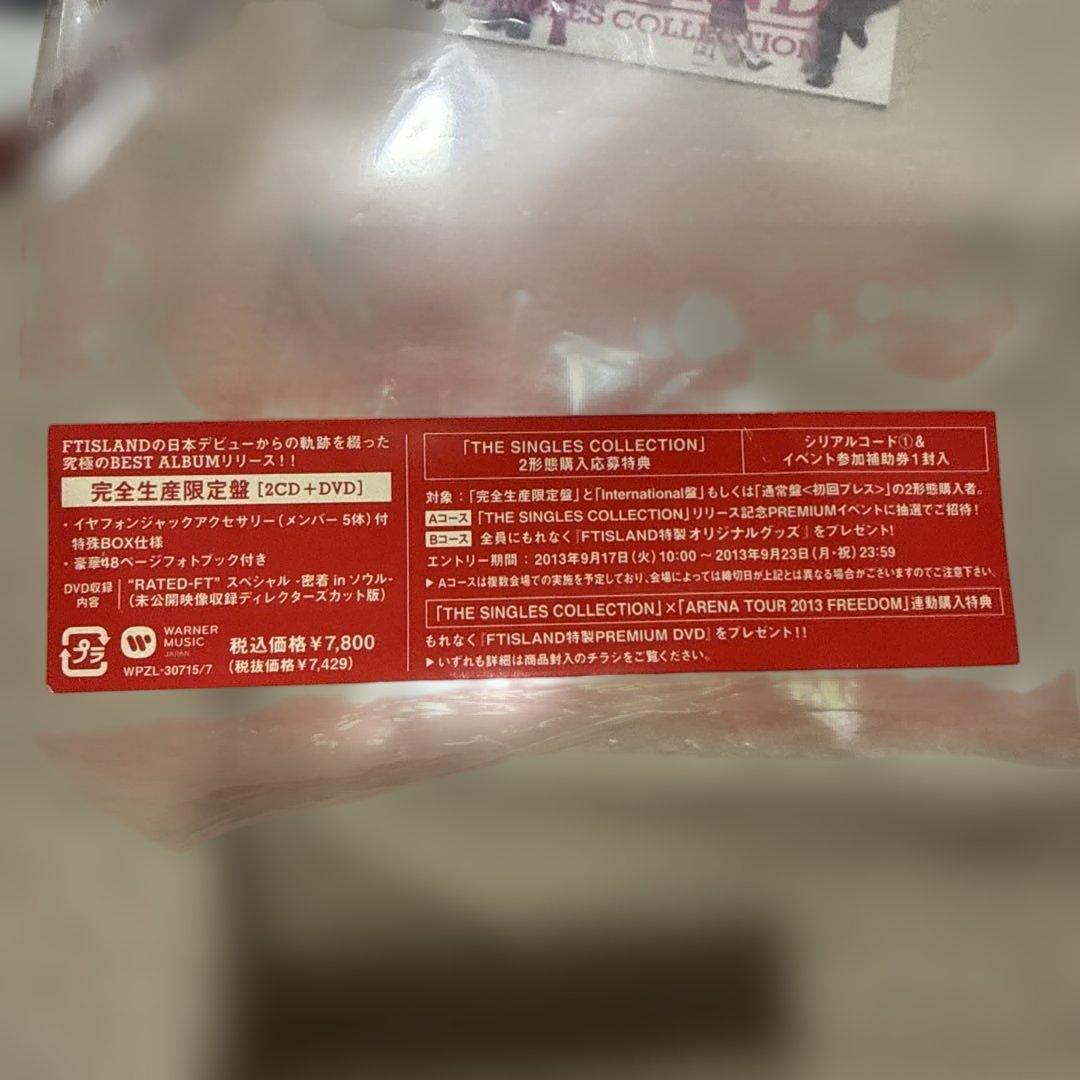 ES COLLECTION
FTISLANDの日本デビューからの軌跡を綴った
究極のBEST ALBUMリリース!!
完全生産限定盤[2CD+DVD]
・イヤフォンジャックアクセサリー(メンバー5体)付
特殊BOX仕様
・豪華48ページフォトブック付き
DVD収録内容
"RATED-FT" スペシャル -密着 in ソウル-
(未公開映像収録ディレクターズカット版)
プラ
WARNER
MUSIC
JAPAN
WPZL-30715/7
税込価格¥7,800
(税抜価格¥7,429)
「THE SINGLES COLLECTION」
2形態購入応募特典
シリアルコード①&
イベント参加補助券1封入
対象:「完全生産限定盤」と「International盤」もしくは「通常盤<初回プレス>」の2形態購入者。
Aコース 「THE SINGLES COLLECTION」リリース記念PREMIUMイベントに抽選でご招待!
Bコース 全員にもれなく『FTISLAND特製オリジナルグッズ』をプレゼント!
エントリー期間:2013年9月17日(火)10:00~2013年9月23日(月・祝)23:59
▶Aコースは複数会場での実施を予定しており、会場によっては締切日が上記とは異なる場合がございますのでご注意下さい。
「THE SINGLES COLLECTION」×「ARENA TOUR 2013 FREEDOM」連動購入特典
もれなく『FTISLAND特製PREMIUM DVD』をプレゼント!!
▶いずれも詳細は商品封入のチラシをご覧ください。